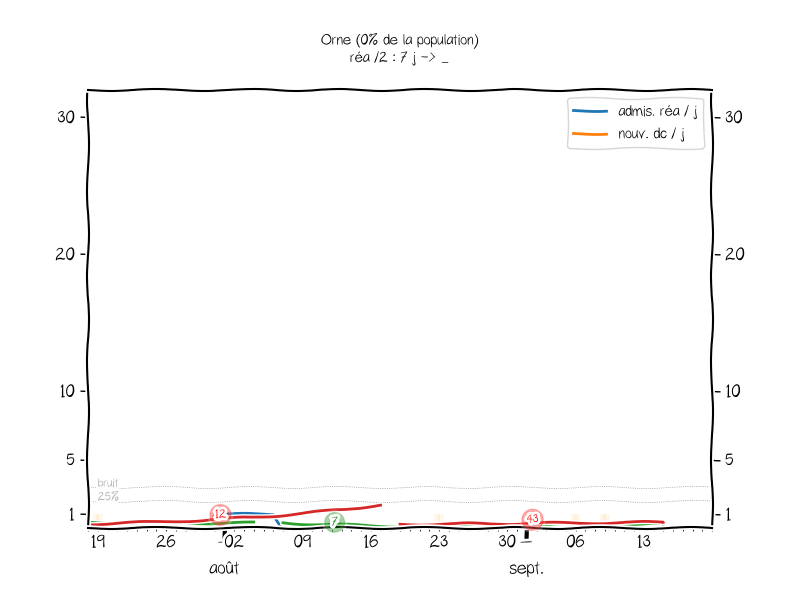 Orne (0% de la population)
réa /2 : 7 j -> _
admis. réa / j
nouv. dc / j
30
30
20
20
10
10
5
5
bruit
25%
1
1
12
7
43
19 26 02 09 16 23 30 06 13
août sept.